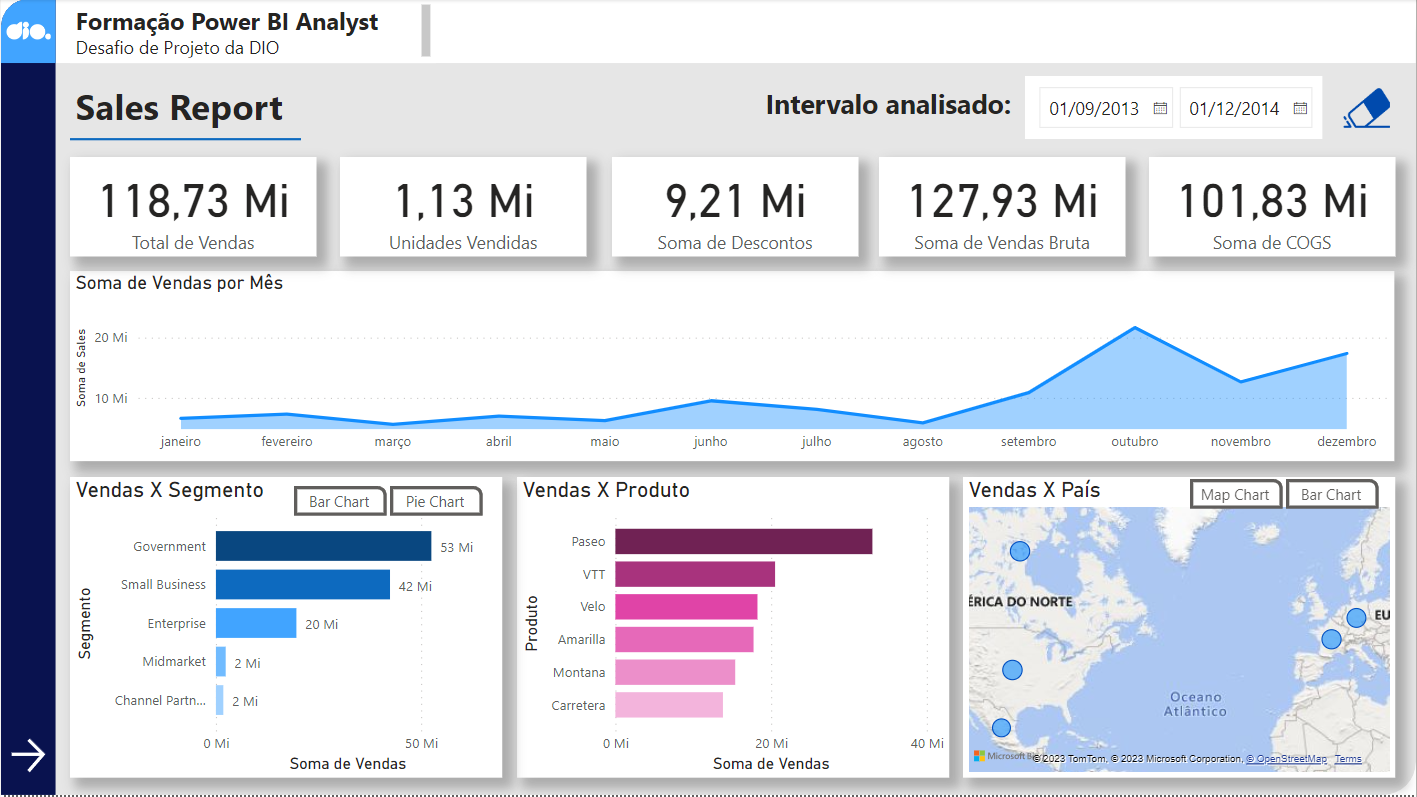 dio.
Formação Power BI Analyst
Desafio de Projeto da DIO
Sales Report
Intervalo analisado:
01/09/2013
01/12/2014
118,73 Mi
Total de Vendas
1,13 Mi
Unidades Vendidas
9,21 Mi
Soma de Descontos
127,93 Mi
Soma de Vendas Bruta
101,83 Mi
Soma de COGS
Soma de Vendas por Mês
Soma de Sales
20 Mi
10 Mi
janeiro fevereiro março abril maio junho julho agosto setembro outubro novembro dezembro
Vendas X Segmento
Bar Chart
Pie Chart
Segmento
Government 53 Mi
Small Business 42 Mi
Enterprise 20 Mi
Midmarket 2 Mi
Channel Partn... 2 Mi
0 Mi 50 Mi
Soma de Vendas
Vendas X Produto
Produto
Paseo
VTT
Velo
Amarilla
Montana
Carretera
0 Mi 20 Mi 40 Mi
Soma de Vendas
Vendas X País
Map Chart
Bar Chart
ÉRICA DO NORTE
EU
Oceano
Atlântico
Microsoft
© 2023 TomTom, © 2023 Microsoft Corporation, © OpenStreetMap Terms